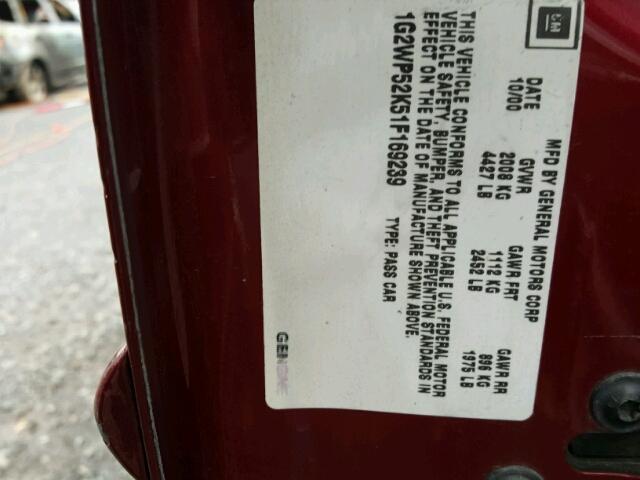 GM
MFD BY GENERAL MOTORS CORP
DATE GVWR GAWR FRT GAWR RR
10/00 2008 KG 1112 KG 896 KG
4427 LB 2452 LB 1975 LB
THIS VEHICLE CONFORMS TO ALL APPLICABLE U.S. FEDERAL MOTOR
VEHICLE SAFETY, BUMPER, AND THEFT PREVENTION STANDARDS IN
EFFECT ON THE DATE OF MANUFACTURE SHOWN ABOVE.
1G2WP52K51F169239 TYPE: PASS CAR